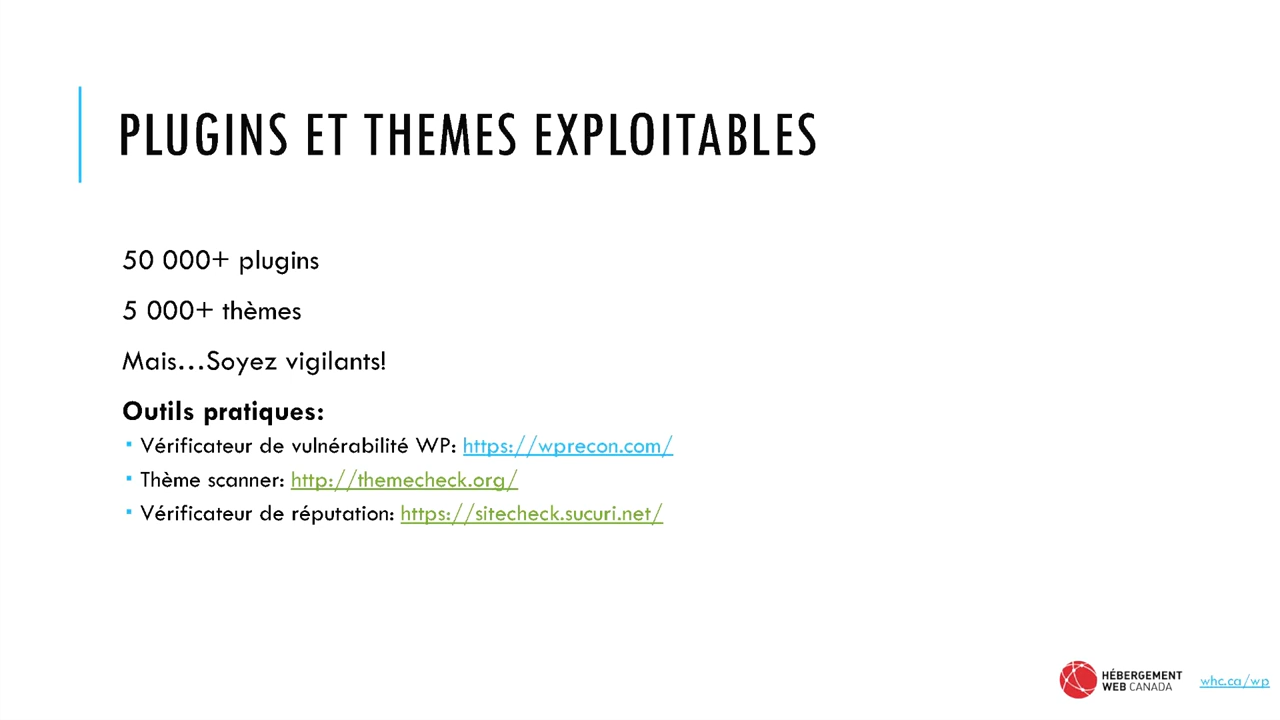 PLUGINS ET THEMES EXPLOITABLES
50 000+ plugins
5 000+ thèmes
Mais...Soyez vigilants!
Outils pratiques:
▪ Vérificateur de vulnérabilité WP: https://wprecon.com/
▪ Thème scanner: http://themecheck.org/
▪ Vérificateur de réputation: https://sitecheck.sucuri.net/
HÉBERGEMENT
WEB CANADA
whc.ca/wp